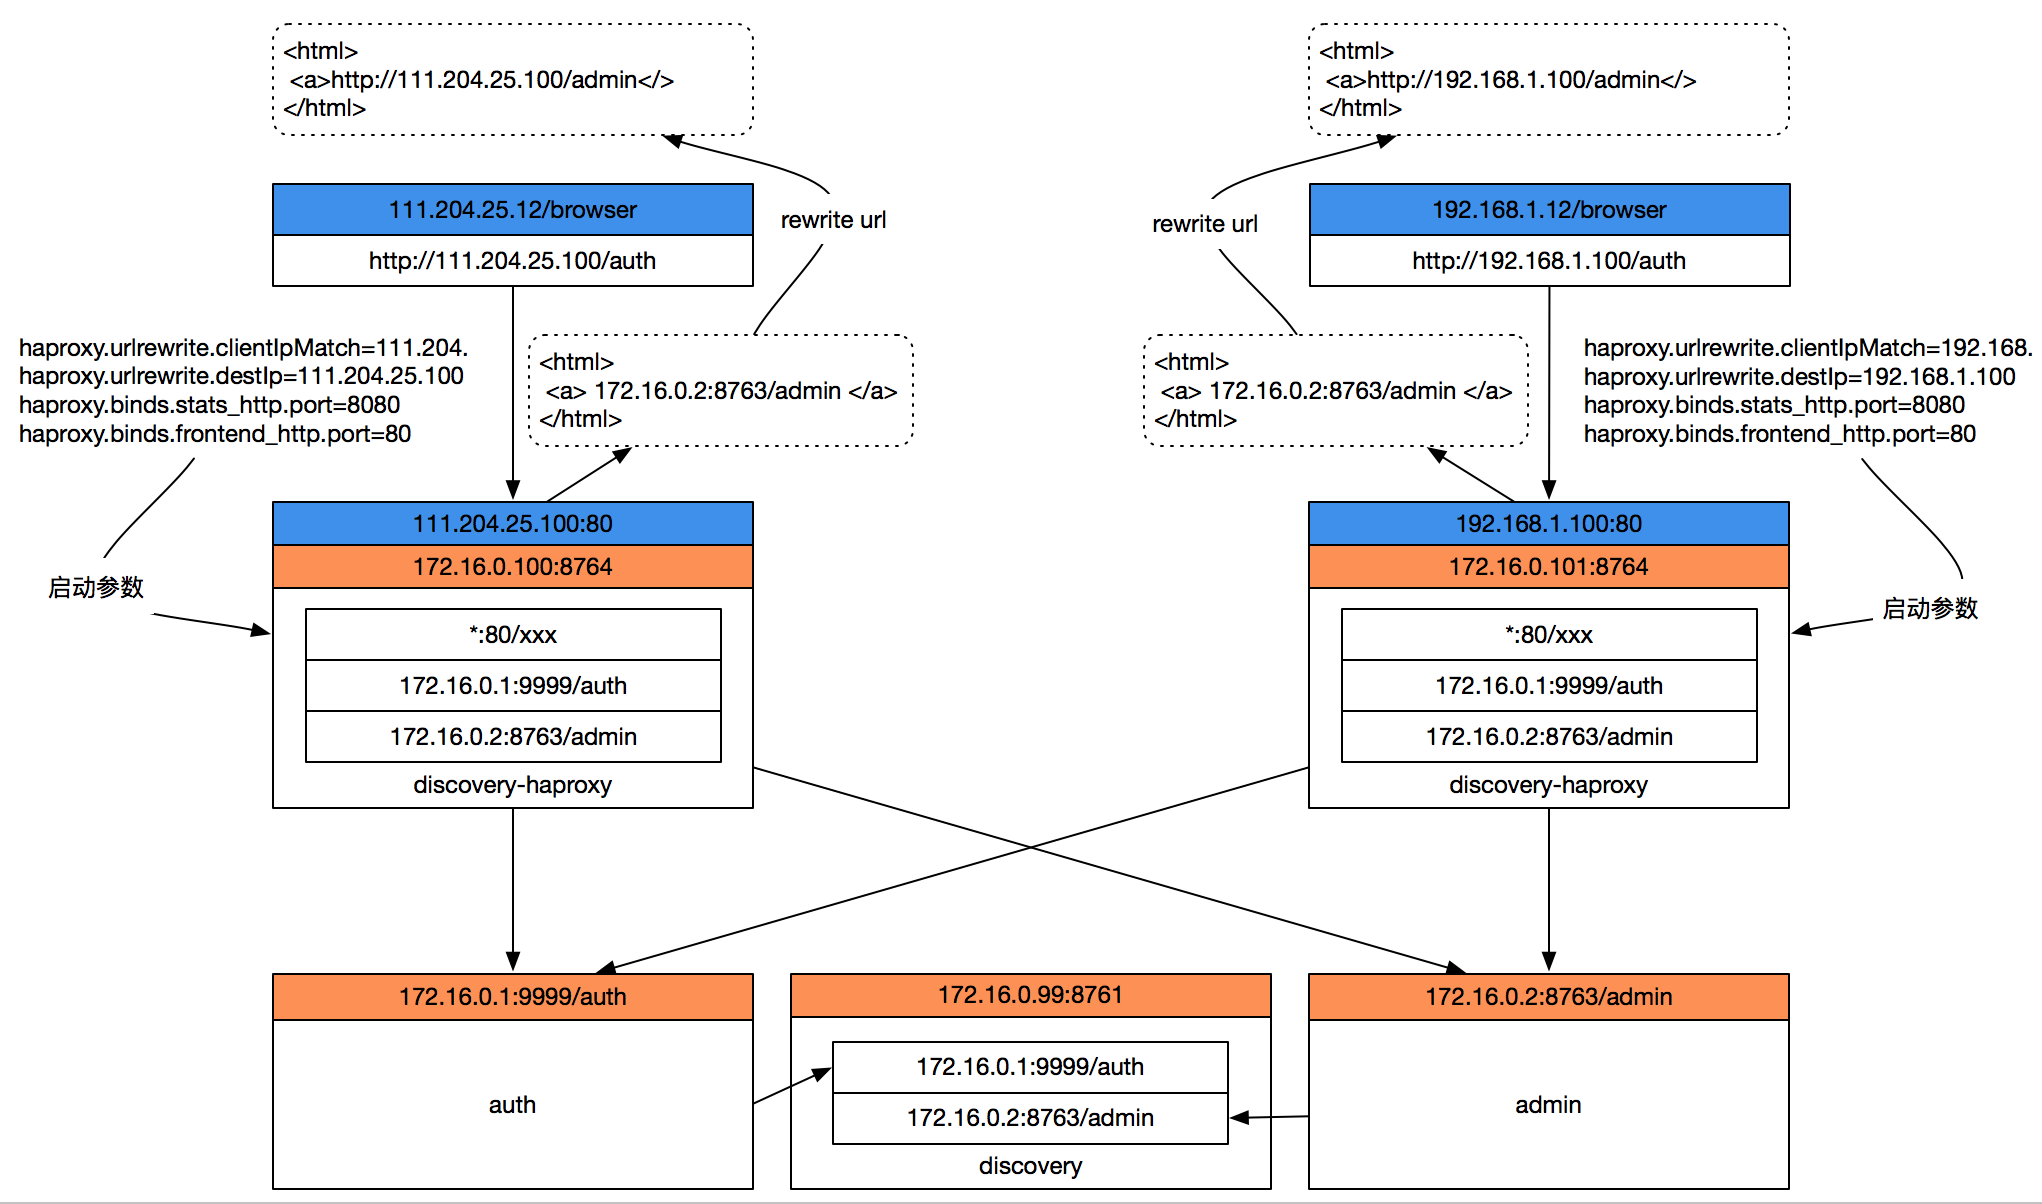 <html>
<a>http://111.204.25.100/admin</>
</html>
<html>
<a>http://192.168.1.100/admin</>
</html>
111.204.25.12/browser
http://111.204.25.100/auth
rewrite url
rewrite url
192.168.1.12/browser
http://192.168.1.100/auth
haproxy.urlrewrite.clientIpMatch=111.204.
haproxy.urlrewrite.destIp=111.204.25.100
haproxy.binds.stats_http.port=8080
haproxy.binds.frontend_http.port=80
<html>
<a> 172.16.0.2:8763/admin </a>
</html>
<html>
<a> 172.16.0.2:8763/admin </a>
</html>
haproxy.urlrewrite.clientIpMatch=192.168.
haproxy.urlrewrite.destIp=192.168.1.100
haproxy.binds.stats_http.port=8080
haproxy.binds.frontend_http.port=80
启动参数
111.204.25.100:80
172.16.0.100:8764
*:80/xxx
172.16.0.1:9999/auth
172.16.0.2:8763/admin
discovery-haproxy
192.168.1.100:80
172.16.0.101:8764
*:80/xxx
172.16.0.1:9999/auth
172.16.0.2:8763/admin
discovery-haproxy
启动参数
172.16.0.1:9999/auth
auth
172.16.0.99:8761
172.16.0.1:9999/auth
172.16.0.2:8763/admin
discovery
172.16.0.2:8763/admin
admin